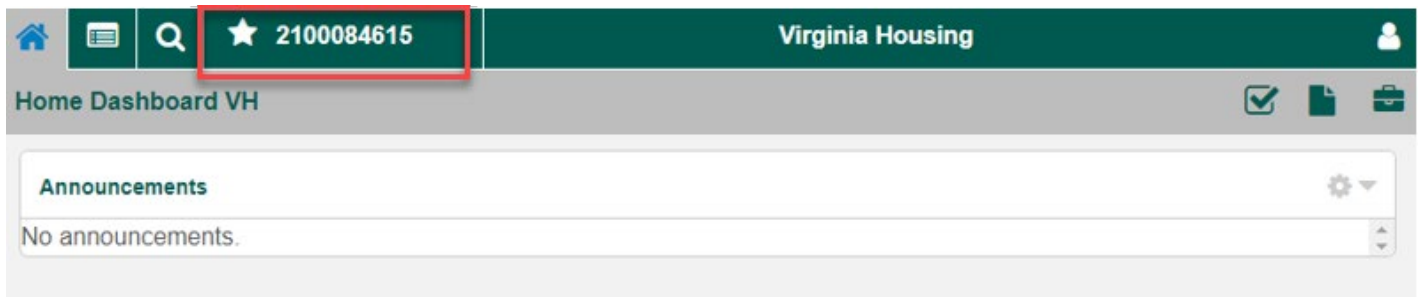 2100084615 Virginia Housing
Home Dashboard VH
Announcements
No announcements.